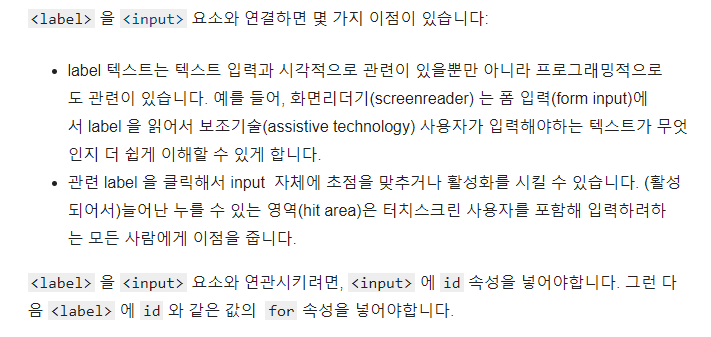 <label> 을 <input> 요소와 연결하면 몇 가지 이점이 있습니다:
• label 텍스트는 텍스트 입력과 시각적으로 관련이 있을뿐만 아니라 프로그래밍적으로
도 관련이 있습니다. 예를 들어, 화면리더기(screenreader) 는 폼 입력(form input)에
서 label 을 읽어서 보조기술(assistive technology) 사용자가 입력해야하는 텍스트가 무엇
인지 더 쉽게 이해할 수 있게 합니다.
• 관련 label 을 클릭해서 input 자체에 초점을 맞추거나 활성화를 시킬 수 있습니다. (활성
되어서)늘어난 누를 수 있는 영역(hit area)은 터치스크린 사용자를 포함해 입력하려하
는 모든 사람에게 이점을 줍니다.
<label> 을 <input> 요소와 연관시키려면, <input> 에 id 속성을 넣어야합니다. 그런 다
음 <label> 에 id 와 같은 값의 for 속성을 넣어야합니다.